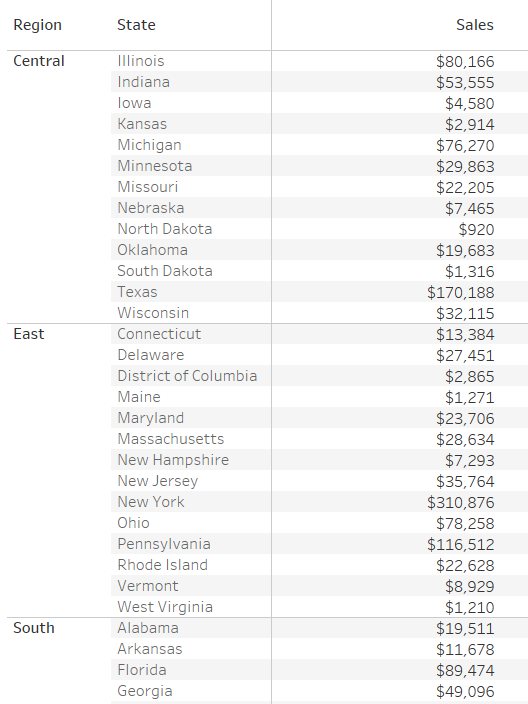 Region State Sales
Central Illinois $80,166
Indiana $53,555
Iowa $4,580
Kansas $2,914
Michigan $76,270
Minnesota $29,863
Missouri $22,205
Nebraska $7,465
North Dakota $920
Oklahoma $19,683
South Dakota $1,316
Texas $170,188
Wisconsin $32,115
East Connecticut $13,384
Delaware $27,451
District of Columbia $2,865
Maine $1,271
Maryland $23,706
Massachusetts $28,634
New Hampshire $7,293
New Jersey $35,764
New York $310,876
Ohio $78,258
Pennsylvania $116,512
Rhode Island $22,628
Vermont $8,929
West Virginia $1,210
South Alabama $19,511
Arkansas $11,678
Florida $89,474
Georgia $49,096